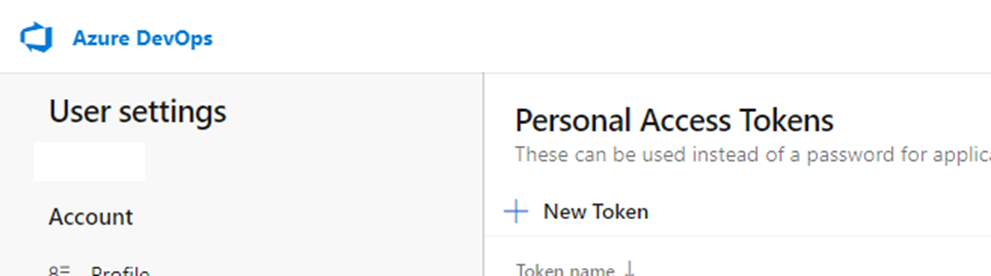 Azure DevOps
User settings
Personal Access Tokens
These can be used instead of a password for
Account
New Token
Profile
Token name